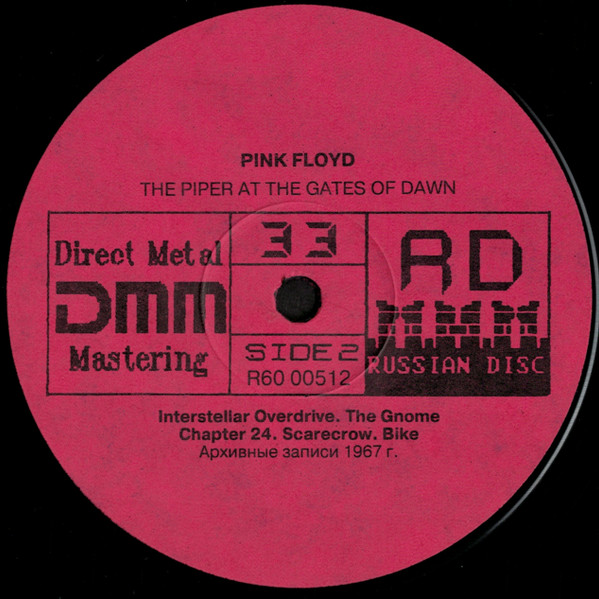 PINK FLOYD
THE PIPER AT THE GATES OF DAWN
Direct Metal
DMM
Mastering
33
SIDE 2
R60 00512
RD
RUSSIAN DISC
Interstellar Overdrive. The Gnome
Chapter 24. Scarecrow. Bike
Архивные записи 1967 г.